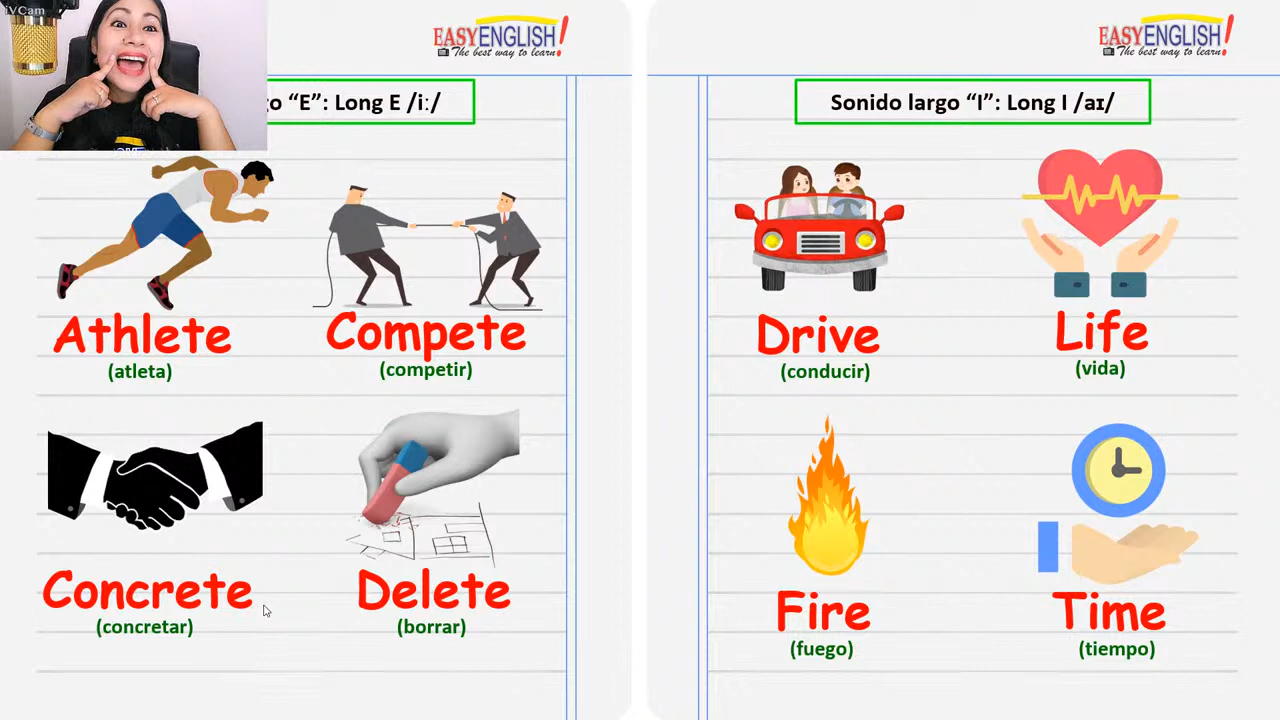 iVCam
EASYENGLISH!
The best way to learn!
go “E”: Long E /iː/
Athlete
(atleta)
Compete
(competir)
Concrete
(concretar)
Delete
(borrar)
EASYENGLISH!
The best way to learn!
Sonido largo “I”: Long I /aɪ/
Drive
(conducir)
Life
(vida)
Fire
(fuego)
Time
(tiempo)